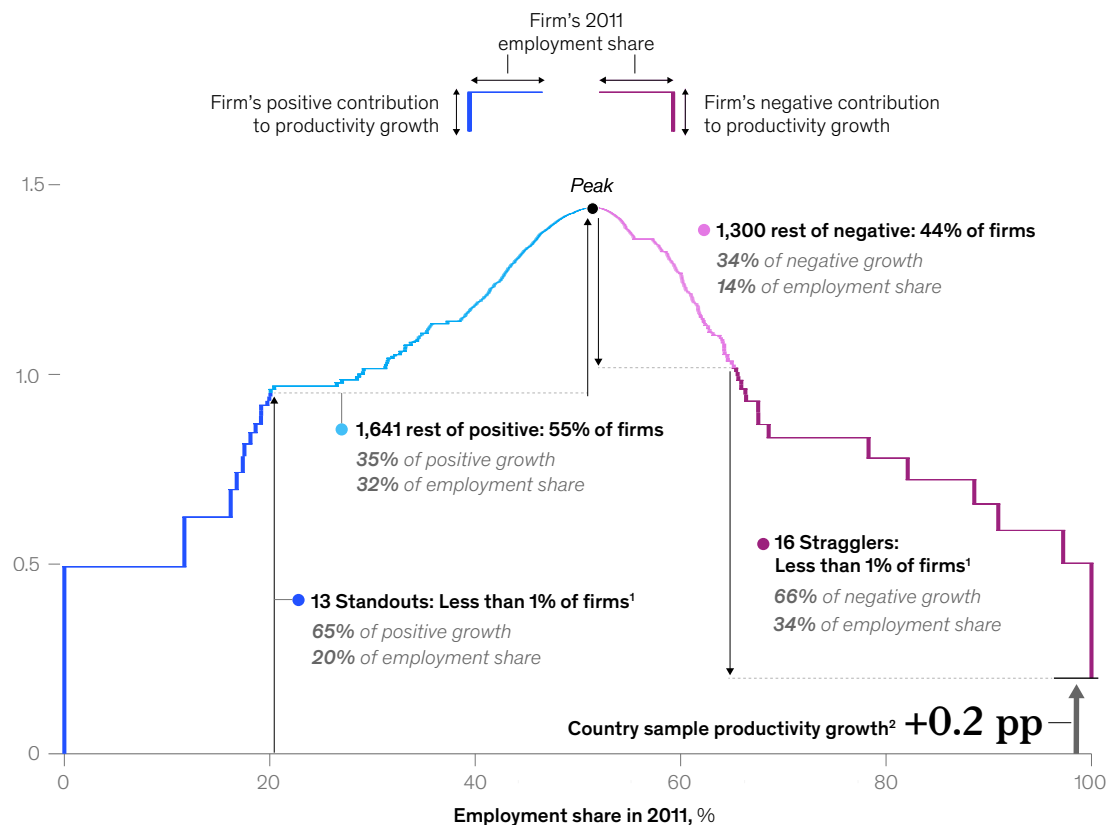 Firm’s 2011
employment share
Firm’s positive contribution
to productivity growth
Firm’s negative contribution
to productivity growth
1.5
Peak
1,300 rest of negative: 44% of firms
34% of negative growth
14% of employment share
1.0
1,641 rest of positive: 55% of firms
35% of positive growth
32% of employment share
0.5
16 Stragglers:
Less than 1% of firms¹
66% of negative growth
34% of employment share
13 Standouts: Less than 1% of firms¹
65% of positive growth
20% of employment share
Country sample productivity growth² +0.2 pp
0
0 20 40 60 80 100
Employment share in 2011, %